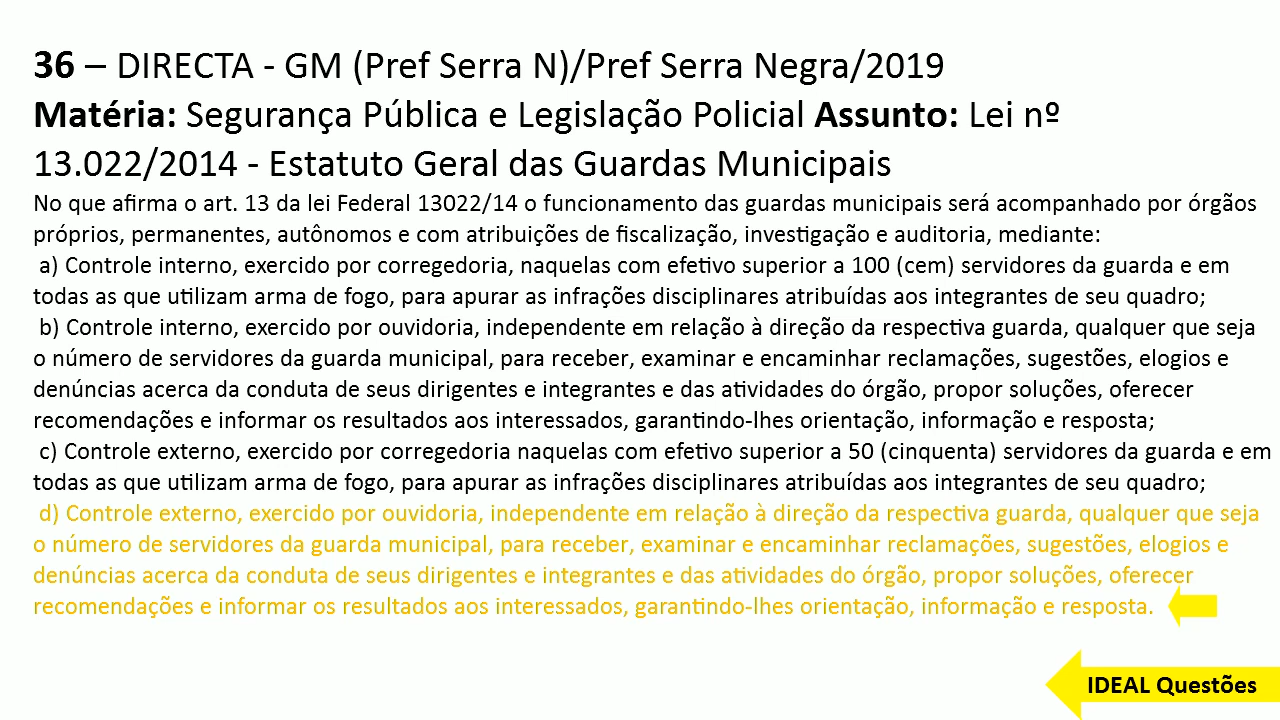 36 – DIRECTA - GM (Pref Serra N)/Pref Serra Negra/2019
Matéria: Segurança Pública e Legislação Policial Assunto: Lei nº
13.022/2014 - Estatuto Geral das Guardas Municipais
No que afirma o art. 13 da lei Federal 13022/14 o funcionamento das guardas municipais será acompanhado por órgãos
próprios, permanentes, autônomos e com atribuições de fiscalização, investigação e auditoria, mediante:
a) Controle interno, exercido por corregedoria, naquelas com efetivo superior a 100 (cem) servidores da guarda e em
todas as que utilizam arma de fogo, para apurar as infrações disciplinares atribuídas aos integrantes de seu quadro;
b) Controle interno, exercido por ouvidoria, independente em relação à direção da respectiva guarda, qualquer que seja
o número de servidores da guarda municipal, para receber, examinar e encaminhar reclamações, sugestões, elogios e
denúncias acerca da conduta de seus dirigentes e integrantes e das atividades do órgão, propor soluções, oferecer
recomendações e informar os resultados aos interessados, garantindo-lhes orientação, informação e resposta;
c) Controle externo, exercido por corregedoria naquelas com efetivo superior a 50 (cinquenta) servidores da guarda e em
todas as que utilizam arma de fogo, para apurar as infrações disciplinares atribuídas aos integrantes de seu quadro;
d) Controle externo, exercido por ouvidoria, independente em relação à direção da respectiva guarda, qualquer que seja
o número de servidores da guarda municipal, para receber, examinar e encaminhar reclamações, sugestões, elogios e
denúncias acerca da conduta de seus dirigentes e integrantes e das atividades do órgão, propor soluções, oferecer
recomendações e informar os resultados aos interessados, garantindo-lhes orientação, informação e resposta.
IDEAL Questões